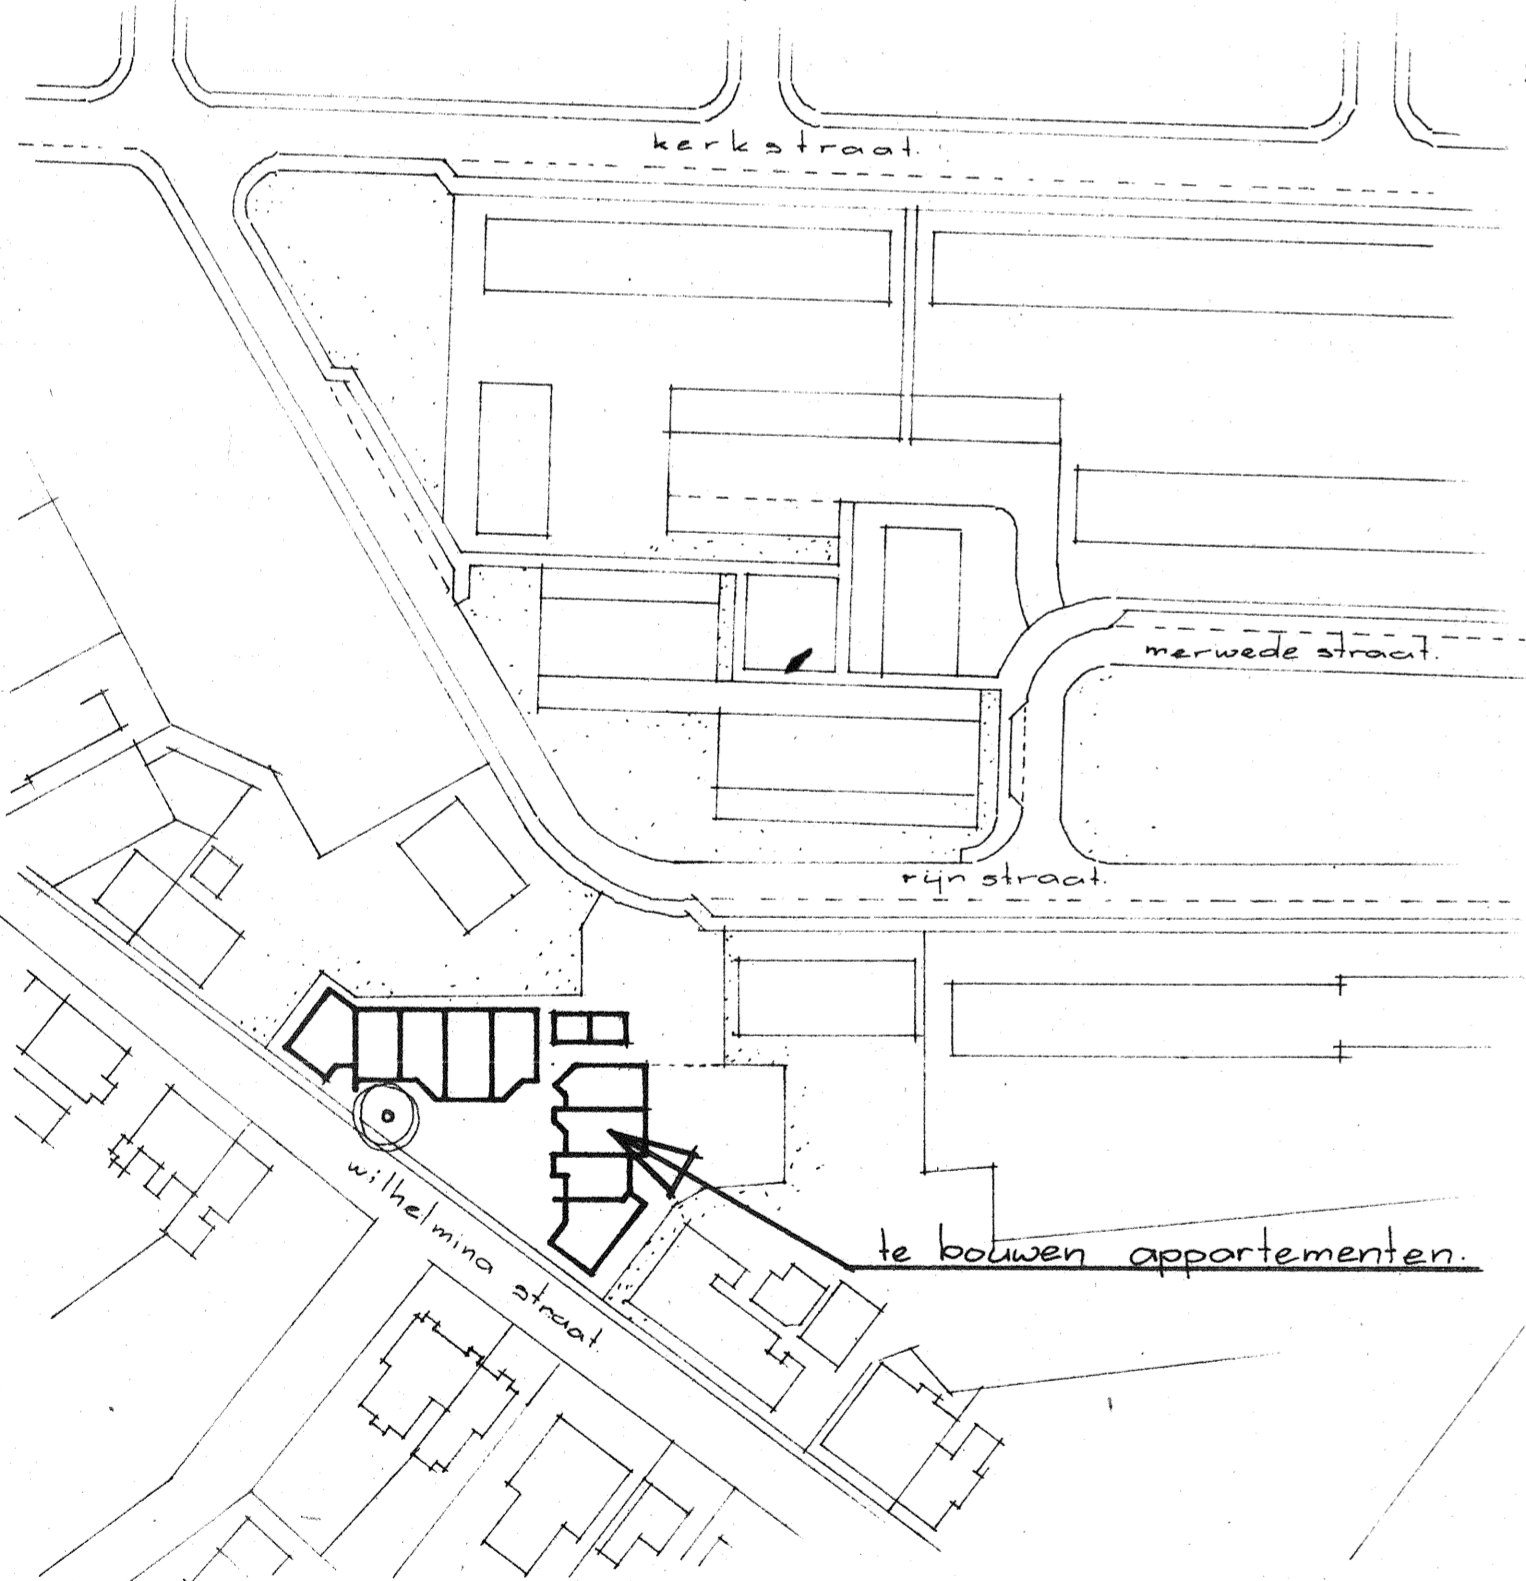 kerkstraat.
merwede straat.
rijn straat.
wilhelmina straat.
te bouwen appartementen.